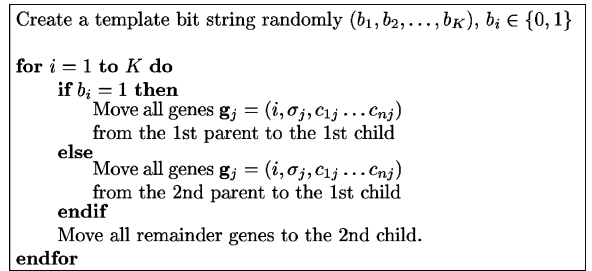 Create a template bit string randomly (b₁, b₂, . . . , b_K), bᵢ ∈ {0, 1}
for i = 1 to K do
if bᵢ = 1 then
Move all genes gⱼ = (i, σⱼ, c₁ⱼ . . . cₙⱼ)
from the 1st parent to the 1st child
else
Move all genes gⱼ = (i, σⱼ, c₁ⱼ . . . cₙⱼ)
from the 2nd parent to the 1st child
endif
Move all remainder genes to the 2nd child.
endfor